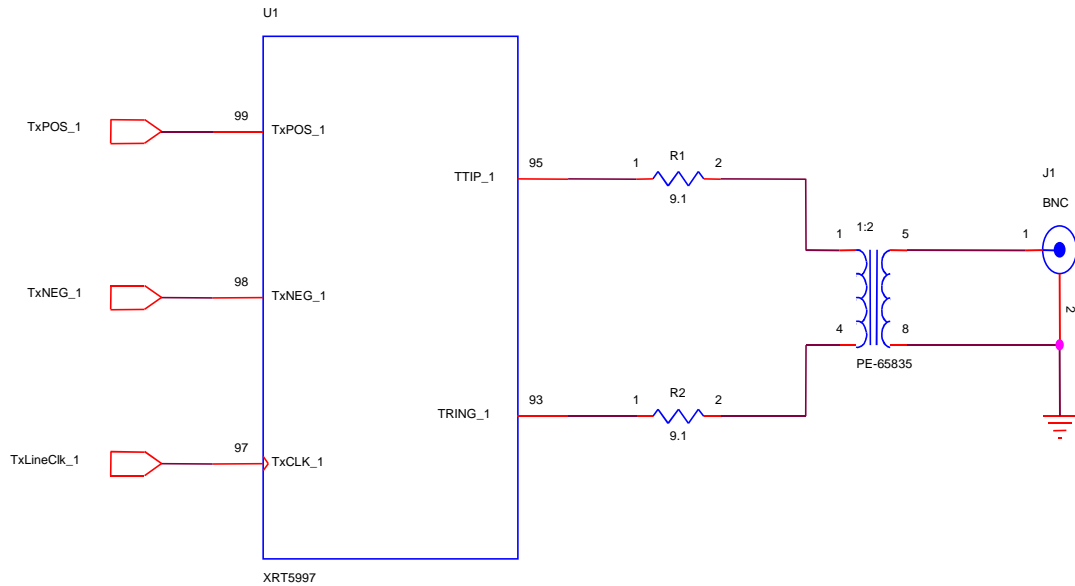 U1
TxPOS_1
99
TxPOS_1
TTIP_1
95
1
R1
2
9.1
J1
BNC
1
1:2
5
1
2
TxNEG_1
98
TxNEG_1
4
8
PE-65835
TRING_1
93
1
R2
2
9.1
TxLineClk_1
97
TxCLK_1
XRT5997